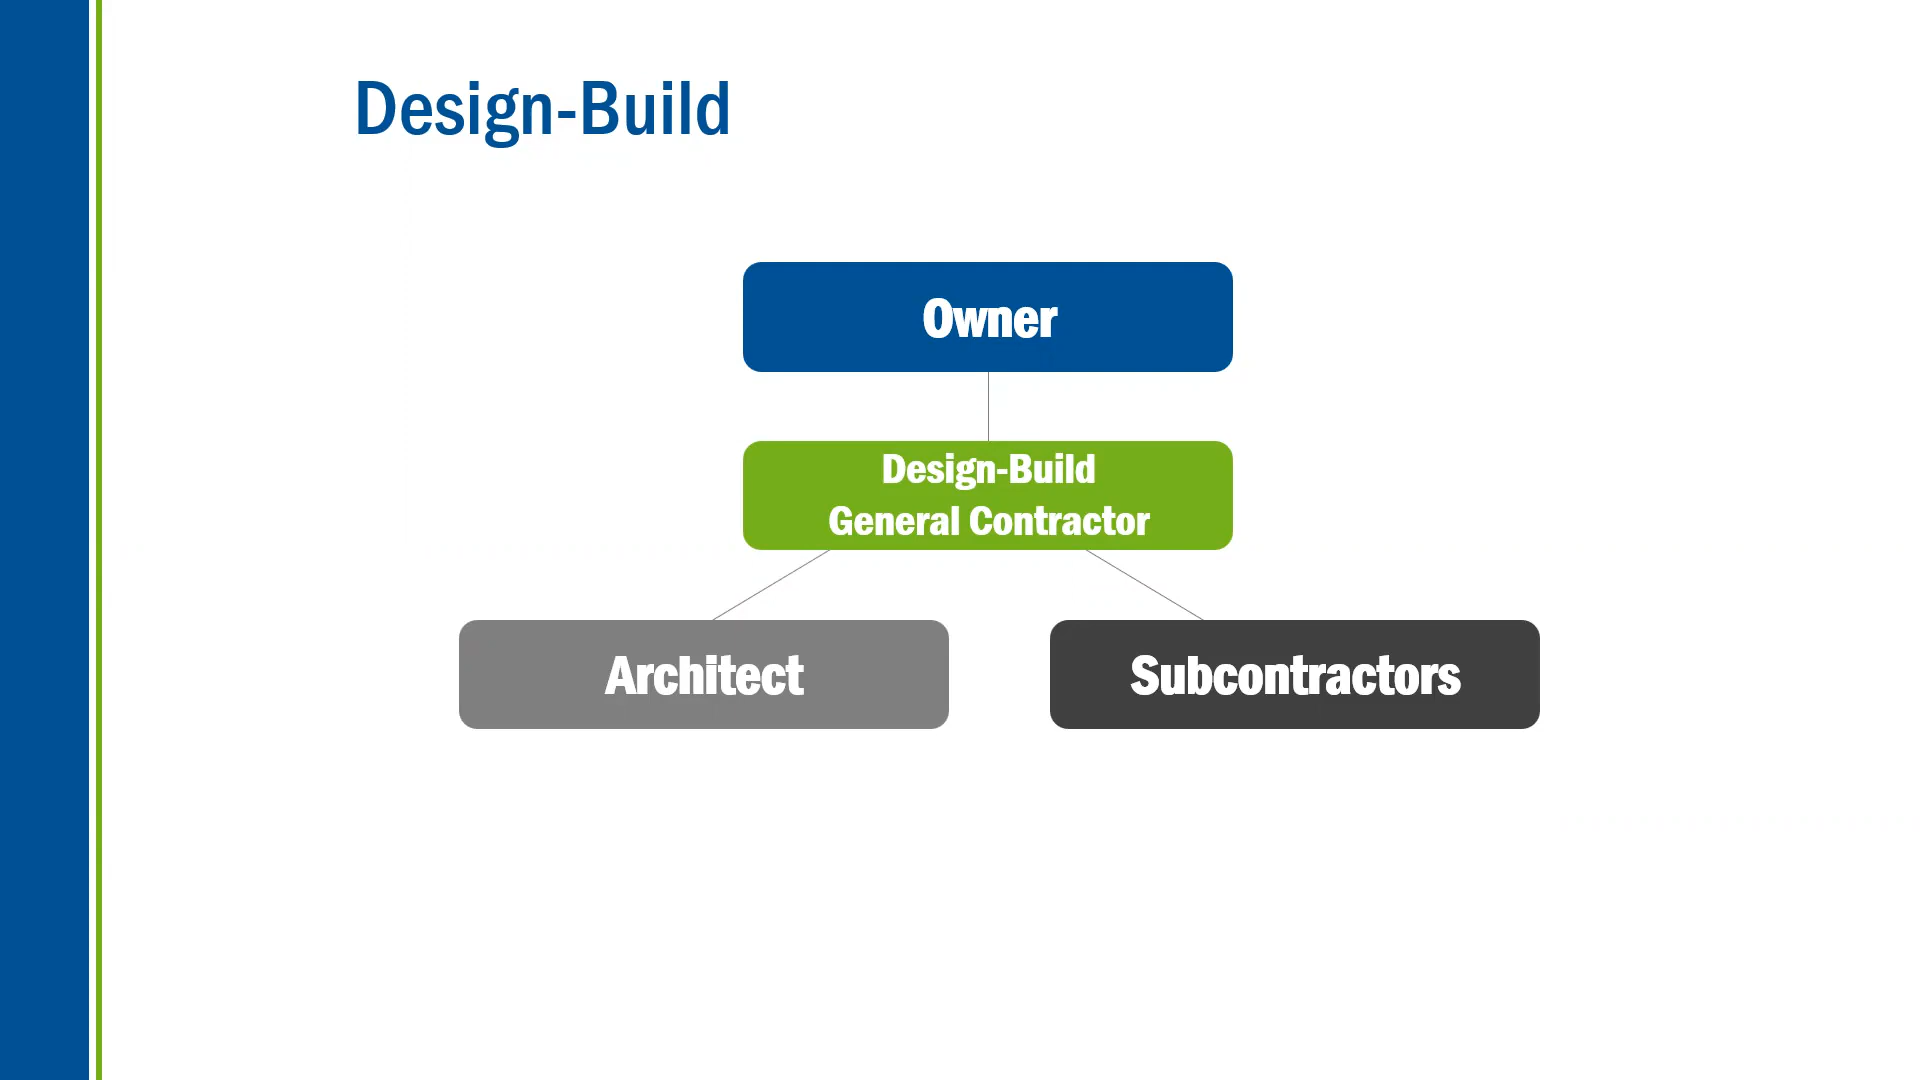 Design-Build
Owner
Design-Build
General Contractor
Architect
Subcontractors